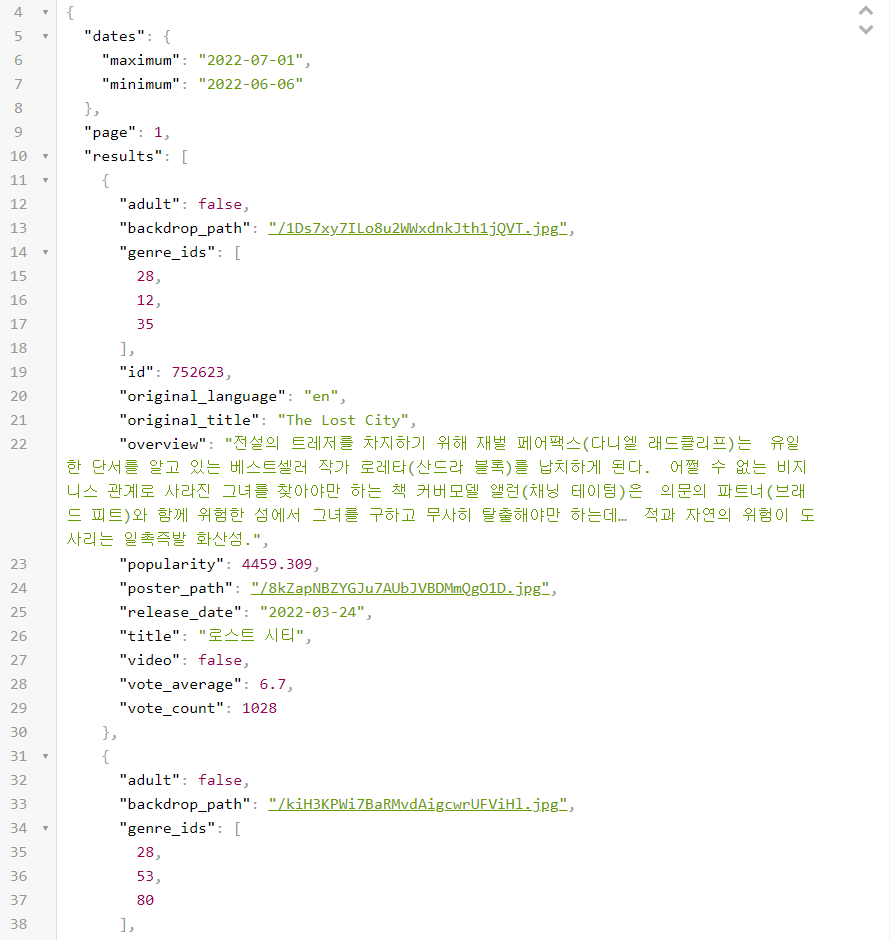 4 {
5 "dates": {
6 "maximum": "2022-07-01",
7 "minimum": "2022-06-06"
8 },
9 "page": 1,
10 "results": [
11 {
12 "adult": false,
13 "backdrop_path": "/1Ds7xy7ILo8u2WWxdnkJth1jQVT.jpg",
14 "genre_ids": [
15 28,
16 12,
17 35
18 ],
19 "id": 752623,
20 "original_language": "en",
21 "original_title": "The Lost City",
22 "overview": "전설의 트레저를 차지하기 위해 재벌 페어팩스(다니엘 래드클리프)는  유일
한 단서를 알고 있는 베스트셀러 작가 로레타(산드라 블록)를 납치하게 된다.  어쩔 수 없는 비지
니스 관계로 사라진 그녀를 찾아야만 하는 책 커버모델 앨런(채닝 테이텀)은  의문의 파트너(브래
드 피트)와 함께 위험한 섬에서 그녀를 구하고 무사히 탈출해야만 하는데…  적과 자연의 위험이 도
사리는 일촉즉발 화산섬.",
23 "popularity": 4459.309,
24 "poster_path": "/8kZapNBZYGJu7AUbJVBDMmQgO1D.jpg",
25 "release_date": "2022-03-24",
26 "title": "로스트 시티",
27 "video": false,
28 "vote_average": 6.7,
29 "vote_count": 1028
30 },
31 {
32 "adult": false,
33 "backdrop_path": "/kiH3KPWi7BaRMvdAigcwrUFViHl.jpg",
34 "genre_ids": [
35 28,
36 53,
37 80
38 ],